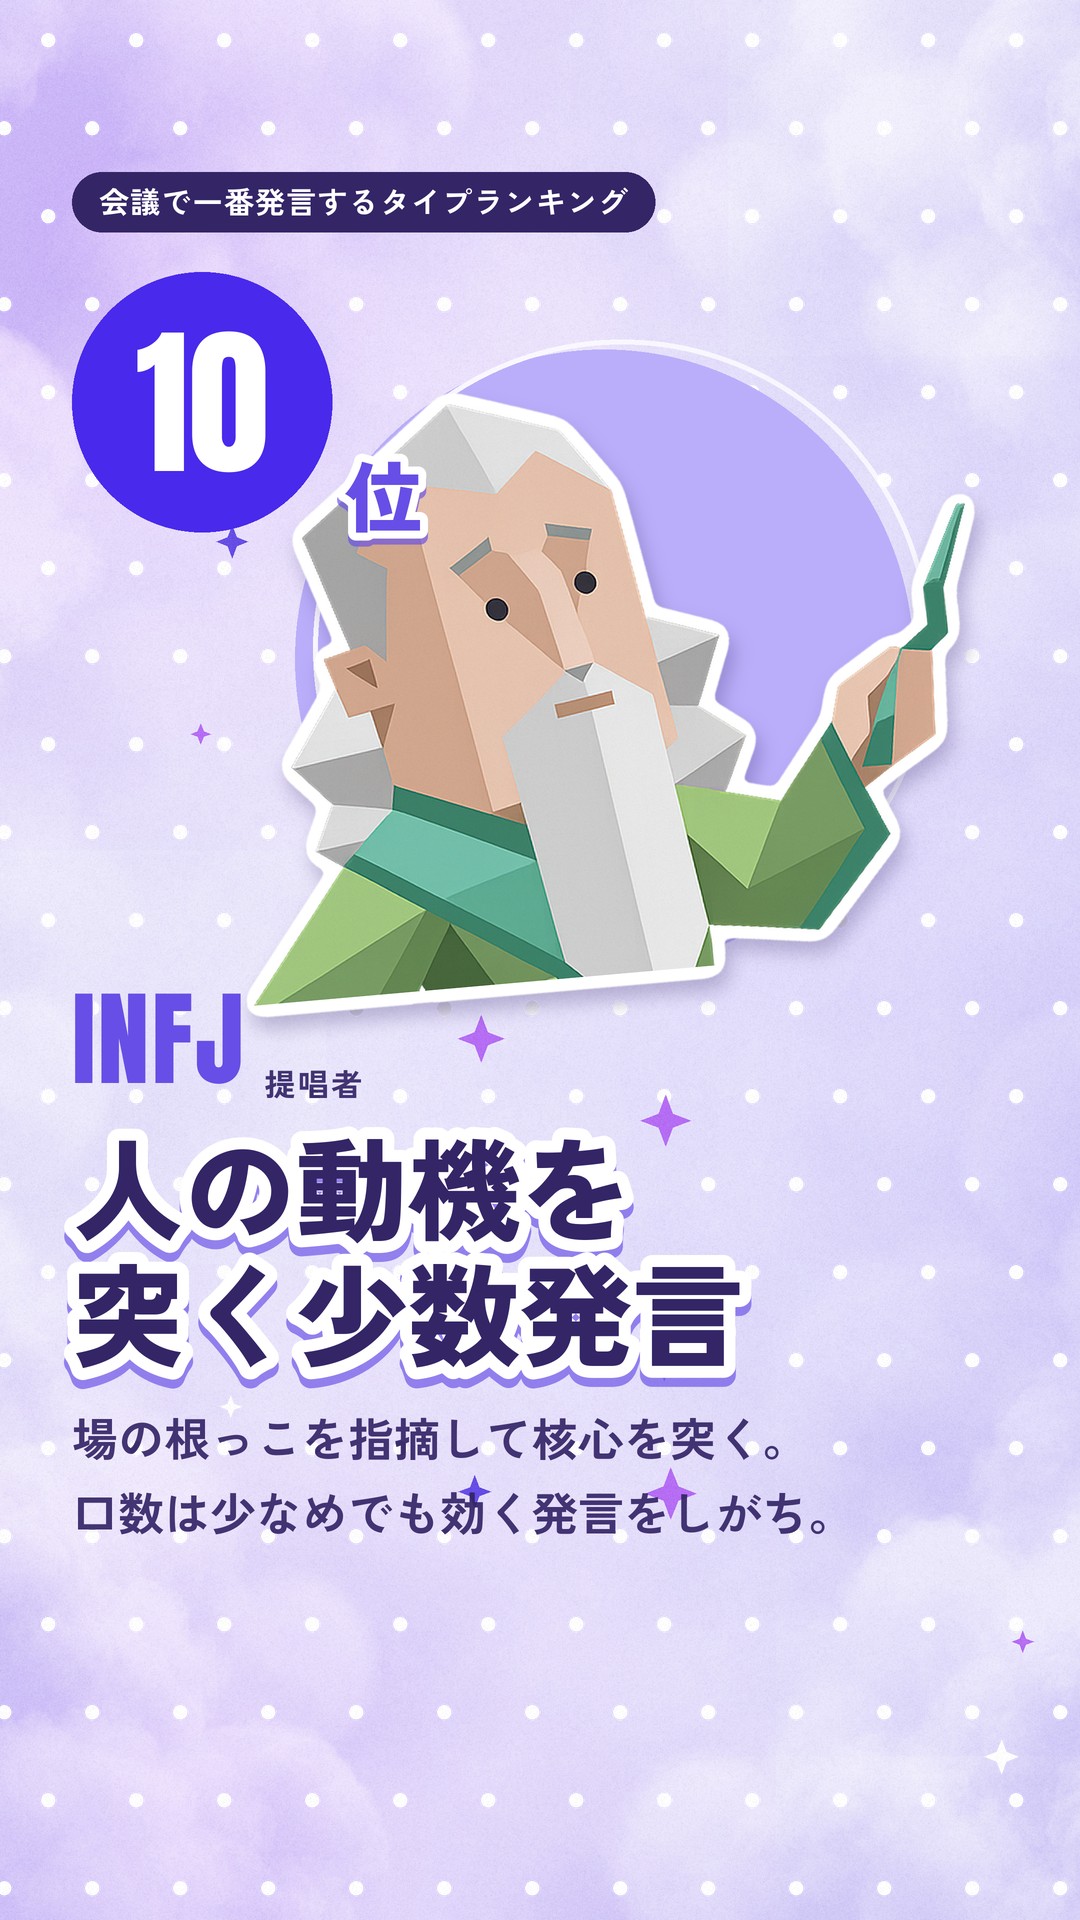 会議で一番発言するタイプランキング
10
位
INFJ
提唱者
人の動機を
突く少数発言
場の根っこを指摘して核心を突く。
口数は少なめでも効く発言をしがち。